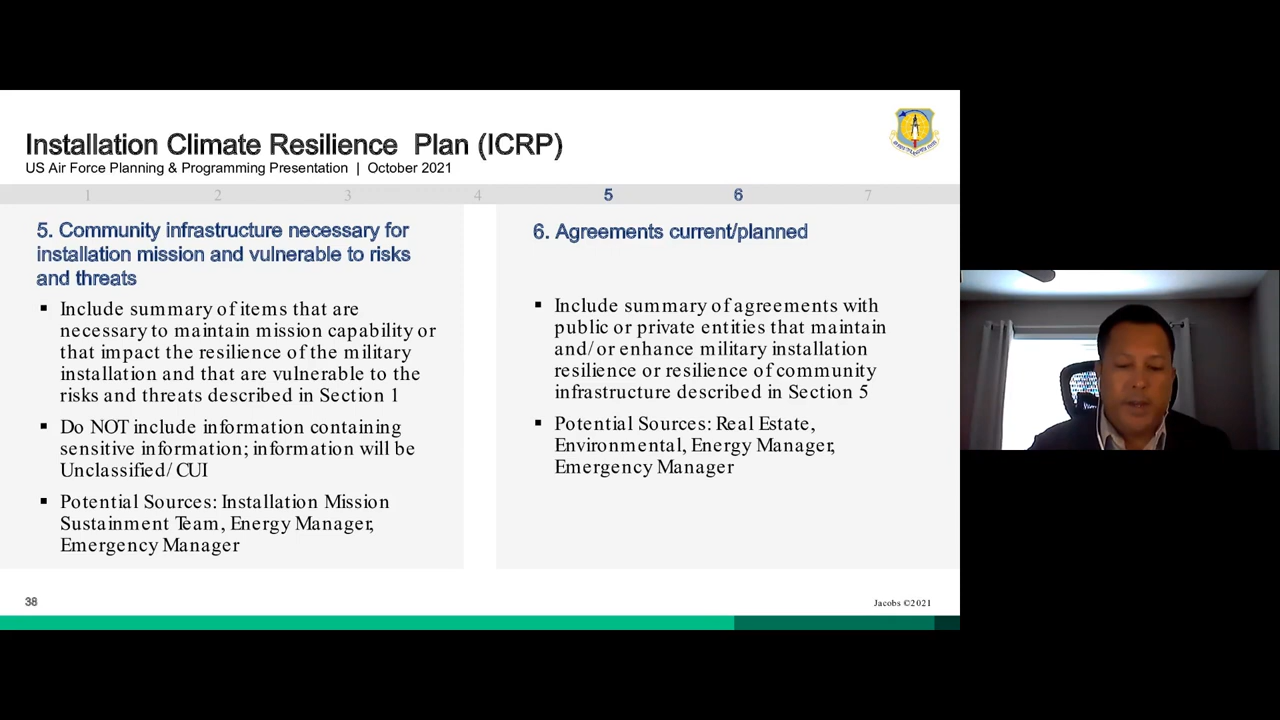 Installation Climate Resilience Plan (ICRP)
US Air Force Planning & Programming Presentation | October 2021
1 2 3 4 5 6 7
5. Community infrastructure necessary for
installation mission and vulnerable to risks
and threats
▪ Include summary of items that are
necessary to maintain mission capability or
that impact the resilience of the military
installation and that are vulnerable to the
risks and threats described in Section 1
▪ Do NOT include information containing
sensitive information; information will be
Unclassified/CUI
▪ Potential Sources: Installation Mission
Sustainment Team, Energy Manager,
Emergency Manager
6. Agreements current/planned
▪ Include summary of agreements with
public or private entities that maintain
and/or enhance military installation
resilience or resilience of community
infrastructure described in Section 5
▪ Potential Sources: Real Estate,
Environmental, Energy Manager,
Emergency Manager
38
Jacobs ©2021